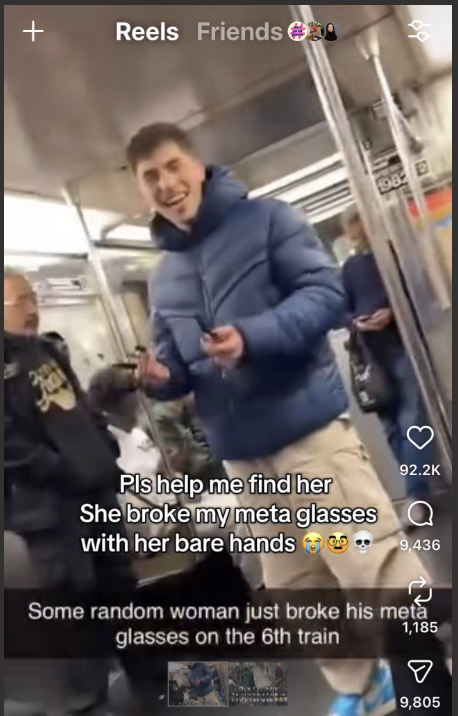 Reels Friends
92.2K
Pls help me find her
She broke my meta glasses
with her bare hands 😭🥸💀
9,436
Some random woman just broke his meta
glasses on the 6th train
1,185
9,805